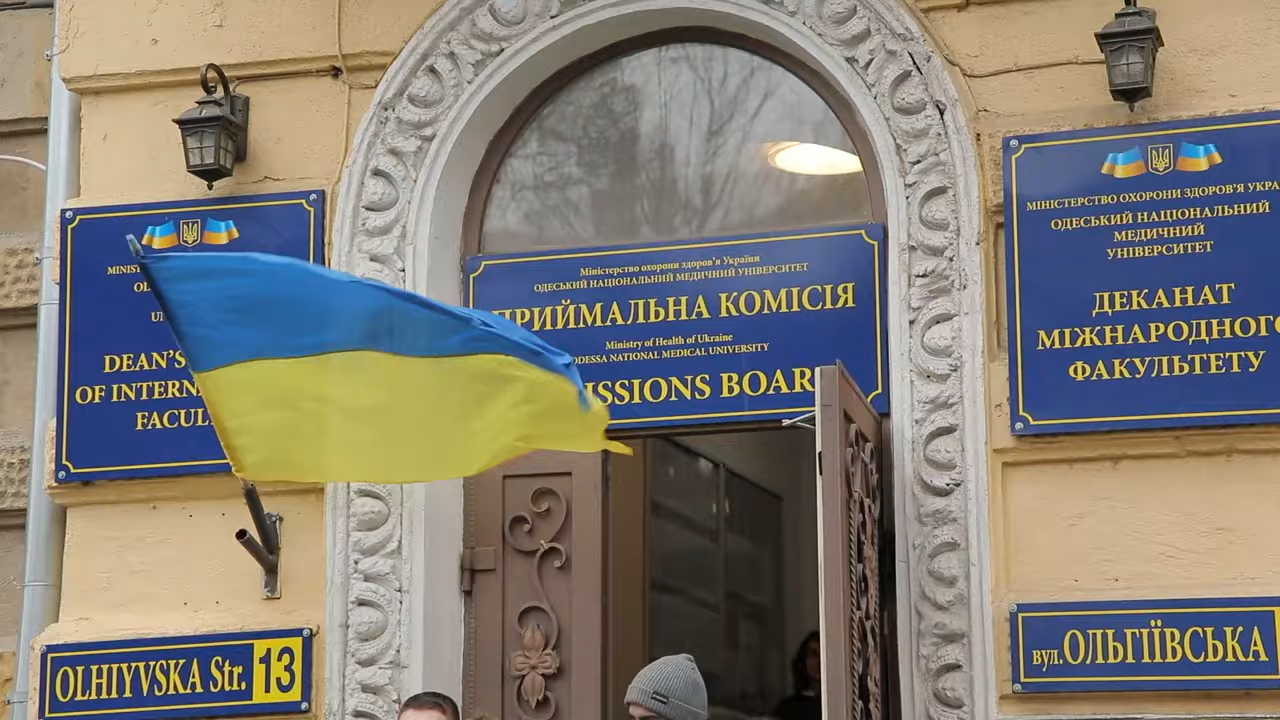 DEAN'S
OF INTERN
FACUL
OLHIYVSKA Str. 13
Міністерство охорони здоров'я України
ОДЕСЬКИЙ НАЦІОНАЛЬНИЙ МЕДИЧНИЙ УНІВЕРСИТЕТ
ПРИЙМАЛЬНА КОМІСІЯ
Ministry of Health of Ukraine
ODESSA NATIONAL MEDICAL UNIVERSITY
ISSIONS BOAR
МІНІСТЕРСТВО ОХОРОНИ ЗДОРОВ'Я УКРА
ОДЕСЬКИЙ НАЦІОНАЛЬНИЙ
МЕДИЧНИЙ
УНІВЕРСИТЕТ
ДЕКАНАТ
МІЖНАРОДНОГО
ФАКУЛЬТЕТУ
вул.ОЛЬГІЇВСЬКА